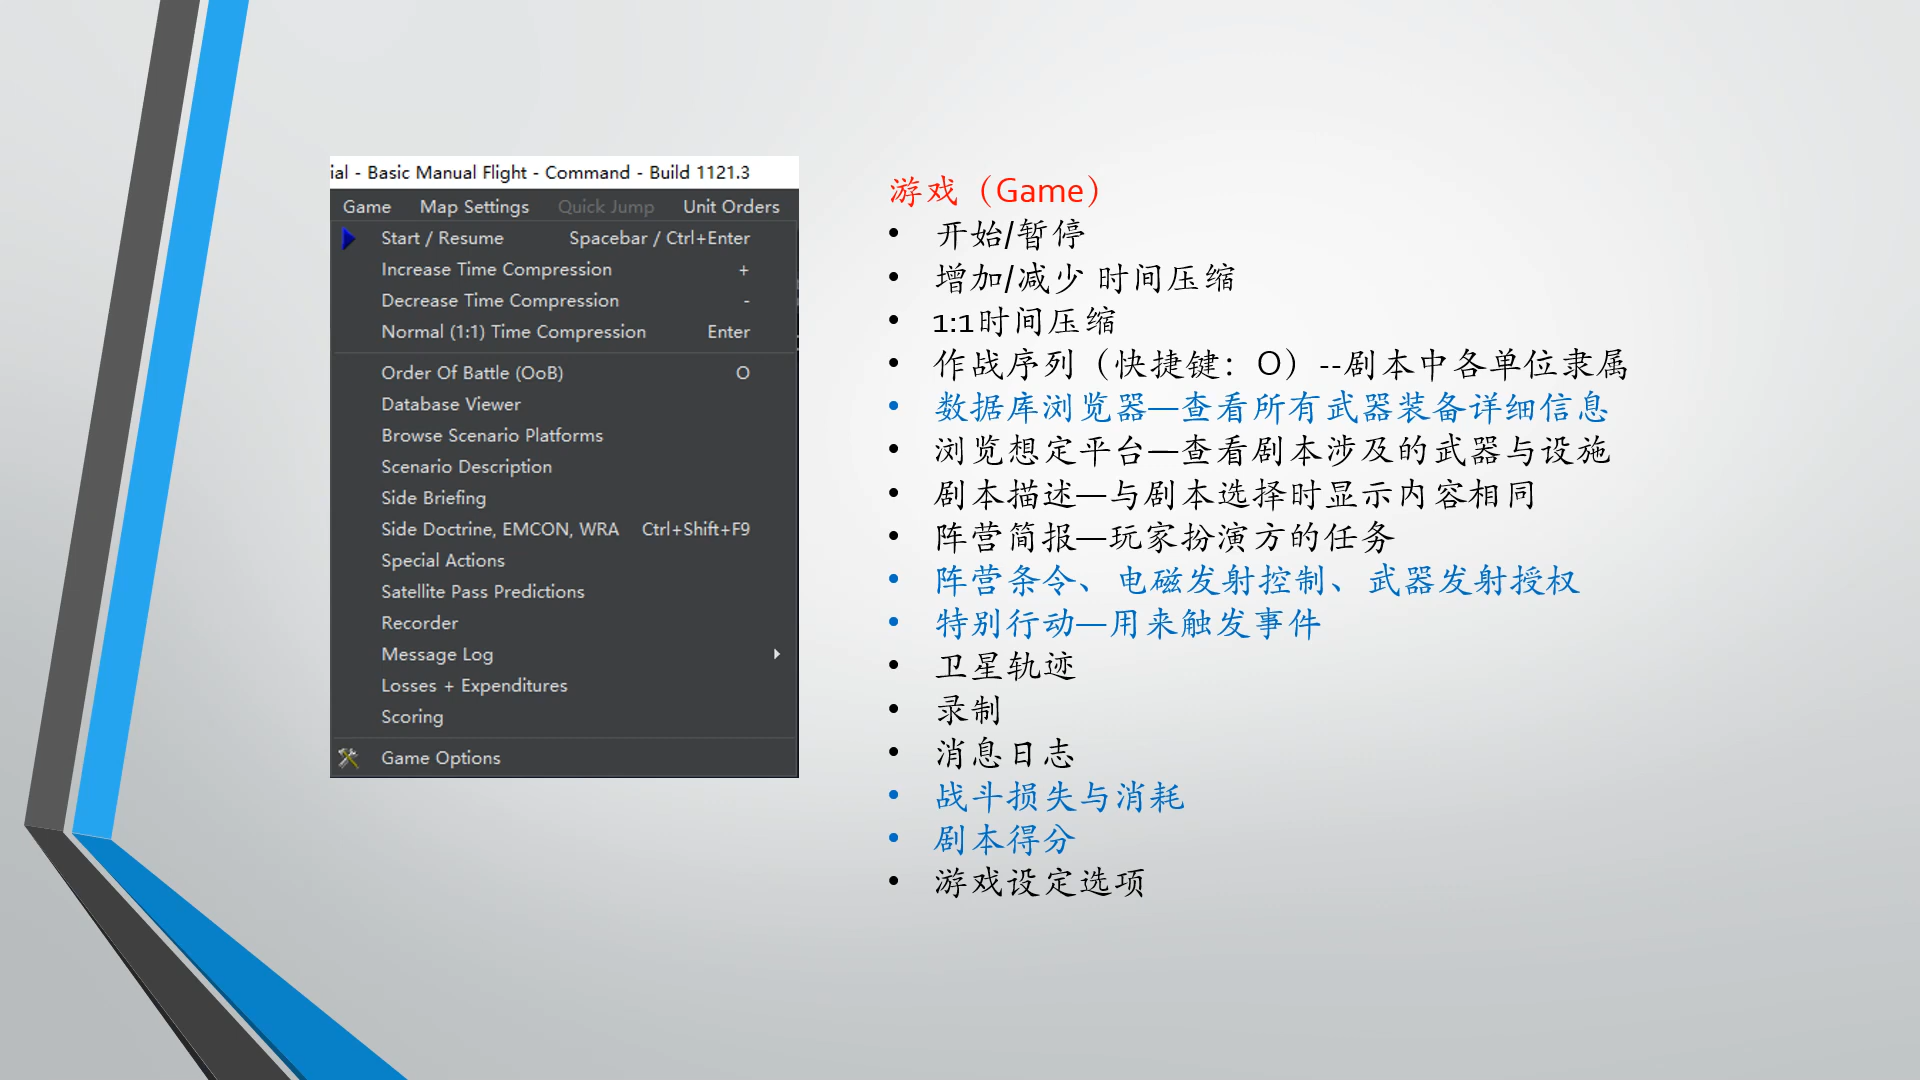 ial - Basic Manual Flight - Command - Build 1121.3
Game Map Settings Quick Jump Unit Orders
Start / Resume Spacebar / Ctrl+Enter
Increase Time Compression +
Decrease Time Compression -
Normal (1:1) Time Compression Enter
Order Of Battle (OoB) O
Database Viewer
Browse Scenario Platforms
Scenario Description
Side Briefing
Side Doctrine, EMCON, WRA Ctrl+Shift+F9
Special Actions
Satellite Pass Predictions
Recorder
Message Log
Losses + Expenditures
Scoring
Game Options
游戏（Game）
• 开始/暂停
• 增加/减少 时间压缩
• 1:1时间压缩
• 作战序列（快捷键：O）--剧本中各单位隶属
• 数据库浏览器—查看所有武器装备详细信息
• 浏览想定平台—查看剧本涉及的武器与设施
• 剧本描述—与剧本选择时显示内容相同
• 阵营简报—玩家扮演方的任务
• 阵营条令、电磁发射控制、武器发射授权
• 特别行动—用来触发事件
• 卫星轨迹
• 录制
• 消息日志
• 战斗损失与消耗
• 剧本得分
• 游戏设定选项